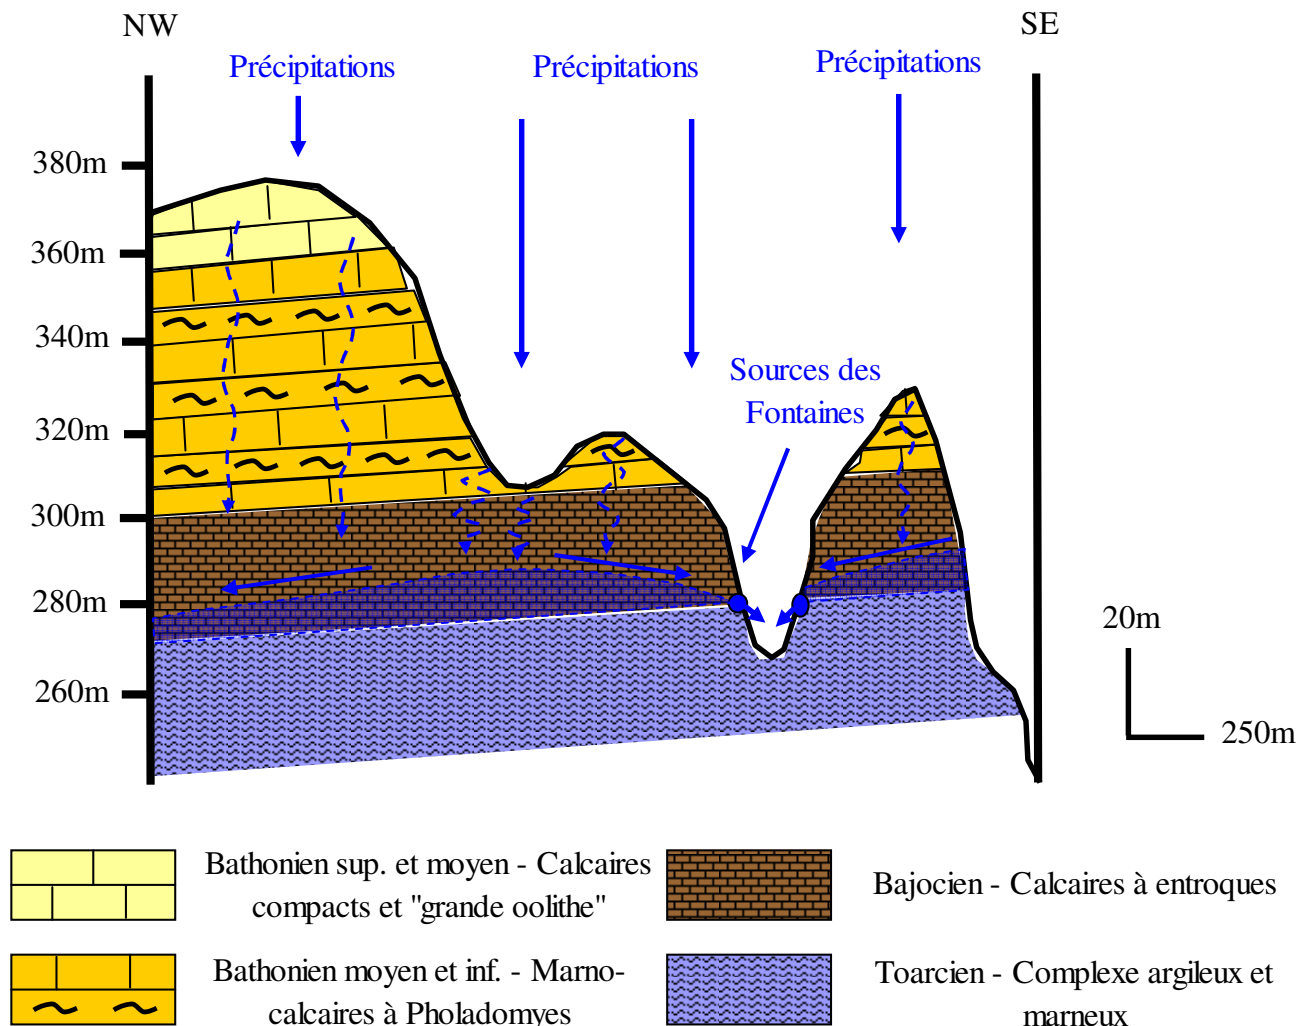 NW
SE
Précipitations
Précipitations
Précipitations
380m
360m
340m
320m
300m
280m
260m
Sources des
Fontaines
20m
250m
Bathonien sup. et moyen - Calcaires
compacts et "grande oolithe"
Bajocien - Calcaires à entroques
Bathonien moyen et inf. - Marno-
calcaires à Pholadomyes
Toarcien - Complexe argileux et
marneux